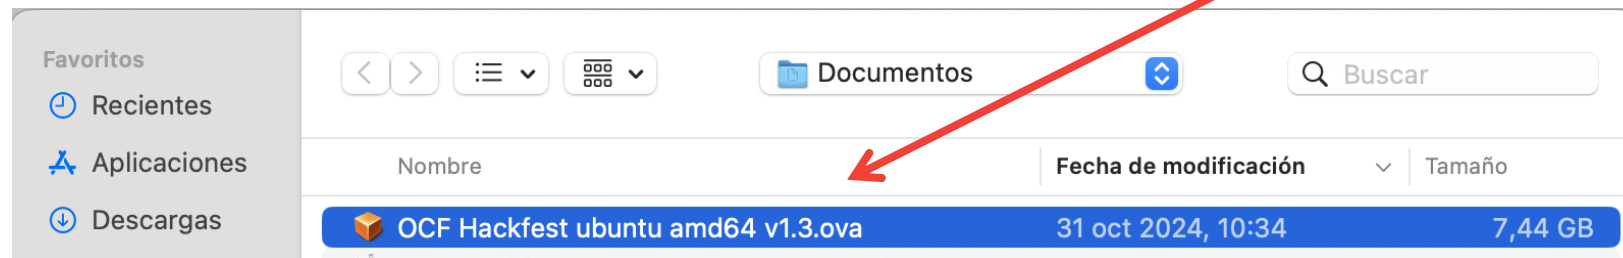 Favoritos
Recientes
Aplicaciones
Descargas
Documentos
Buscar
Nombre Fecha de modificación Tamaño
OCF Hackfest ubuntu amd64 v1.3.ova 31 oct 2024, 10:34 7,44 GB